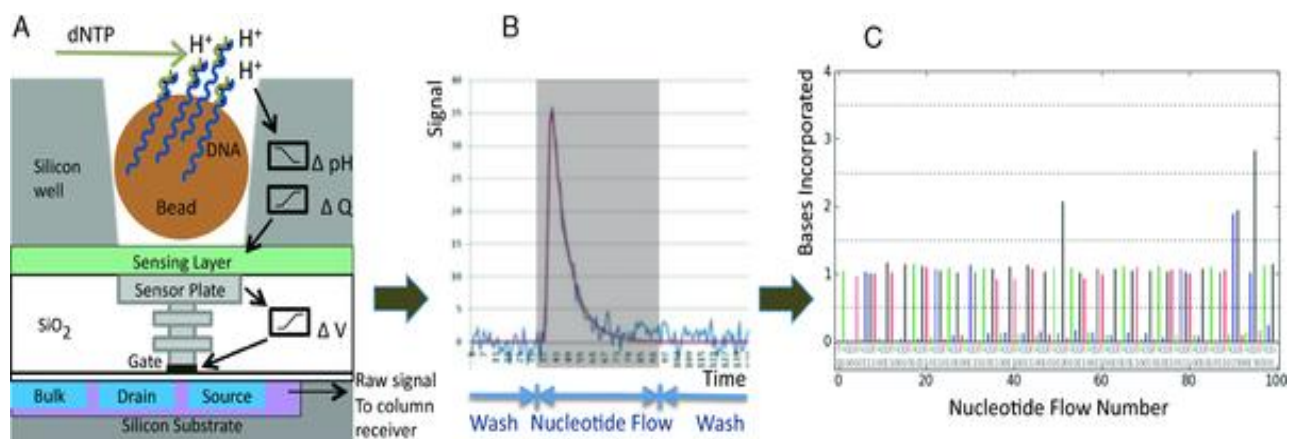 A
dNTP
H+
H+
H+
DNA
Δ pH
Silicon
well
Bead
Δ Q
Sensing Layer
Sensor Plate
SiO2
Δ V
Gate
Bulk
Drain
Source
Raw signal
To column
receiver
Silicon Substrate
B
Signal
40
35
30
25
20
15
10
5
0
Time
Wash
Nucleotide Flow
Wash
C
Bases Incorporated
4
3
2
1
0
0 20 40 60 80 100
Nucleotide Flow Number